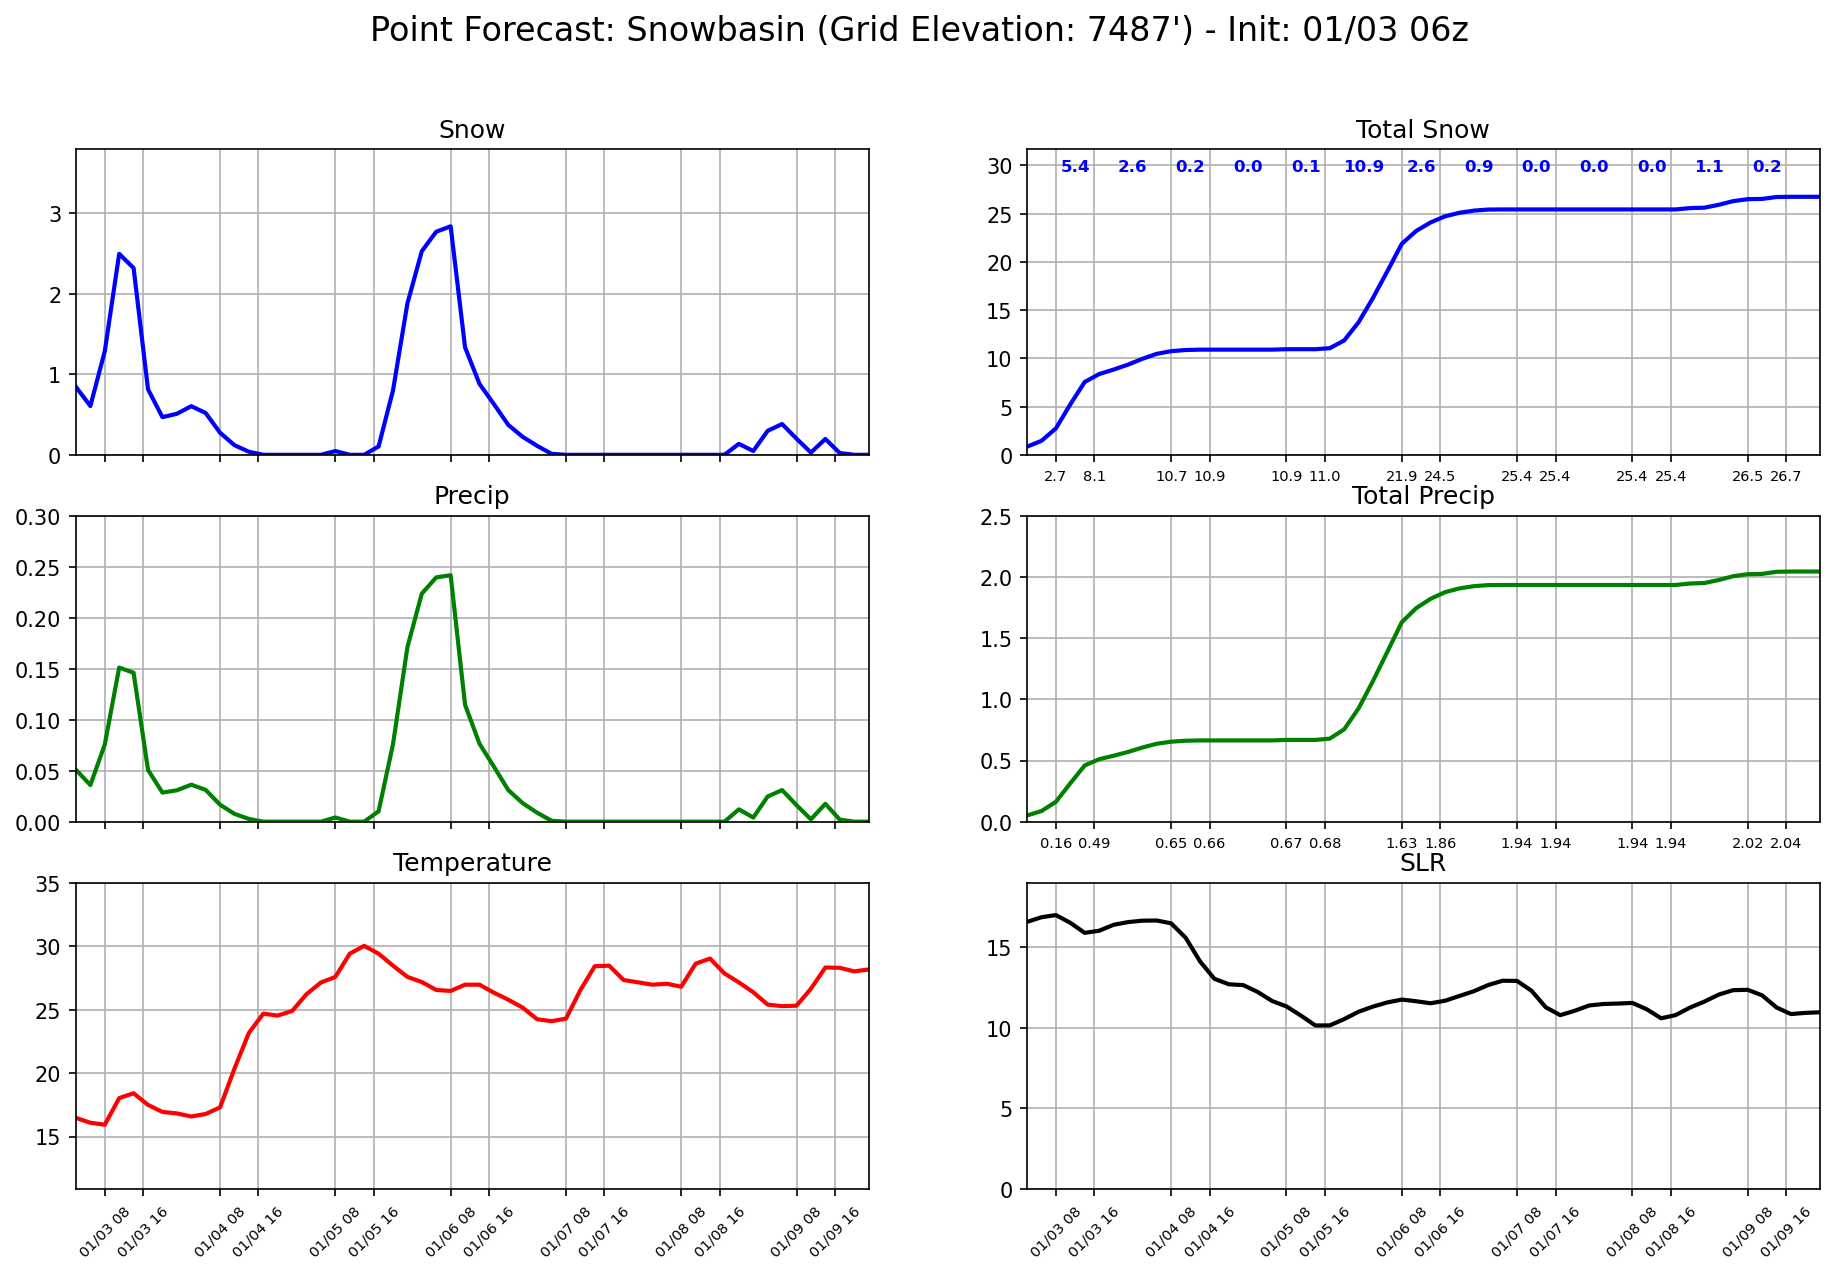 Point Forecast: Snowbasin (Grid Elevation: 7487') - Init: 01/03 06z
Snow
3
2
1
0
Total Snow
30
25
20
15
10
5
0
5.4 2.6 0.2 0.0 0.1 10.9 2.6 0.9 0.0 0.0 0.0 1.1 0.2
2.7 8.1 10.7 10.9 10.9 11.0 21.9 24.5 25.4 25.4 25.4 25.4 26.5 26.7
Precip
0.30
0.25
0.20
0.15
0.10
0.05
0.00
Total Precip
2.5
2.0
1.5
1.0
0.5
0.0
0.16 0.49 0.65 0.66 0.67 0.68 1.63 1.86 1.94 1.94 1.94 1.94 2.02 2.04
Temperature
35
30
25
20
15
01/03 08 01/03 16 01/04 08 01/04 16 01/05 08 01/05 16 01/06 08 01/06 16 01/07 08 01/07 16 01/08 08 01/08 16 01/09 08 01/09 16
SLR
15
10
5
0
01/03 08 01/03 16 01/04 08 01/04 16 01/05 08 01/05 16 01/06 08 01/06 16 01/07 08 01/07 16 01/08 08 01/08 16 01/09 08 01/09 16